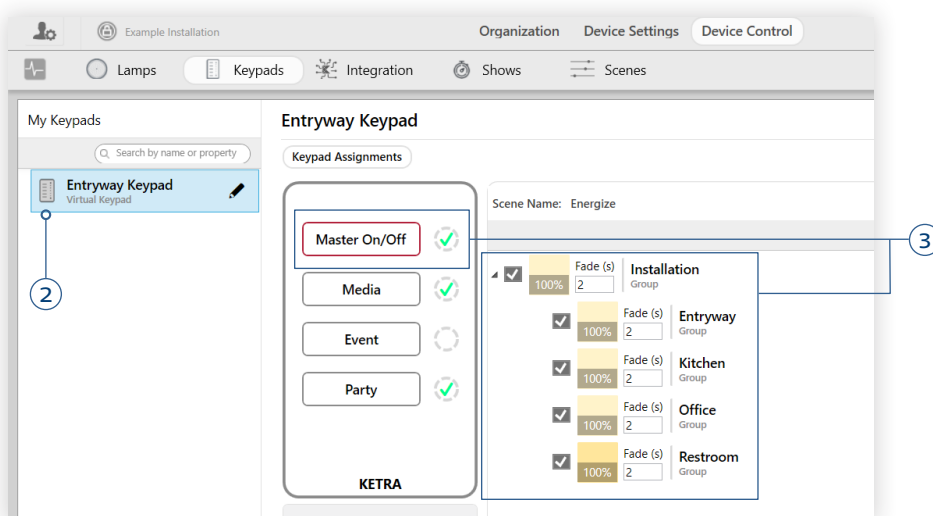 Example Installation
Organization Device Settings Device Control
Lamps Keypads Integration Shows Scenes
My Keypads
Search by name or property
Entryway Keypad
Virtual Keypad
2
Entryway Keypad
Keypad Assignments
Master On/Off
Media
Event
Party
KETRA
Scene Name: Energize
3
100% Fade (s) 2 Installation
Group
100% Fade (s) 2 Entryway
Group
100% Fade (s) 2 Kitchen
Group
100% Fade (s) 2 Office
Group
100% Fade (s) 2 Restroom
Group